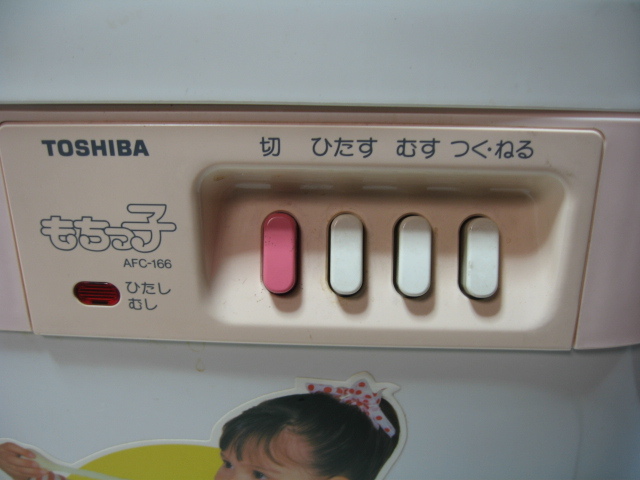 TOSHIBA 切 ひたす むす つく・ねる
もちっ子
AFC-166
ひたし
むし